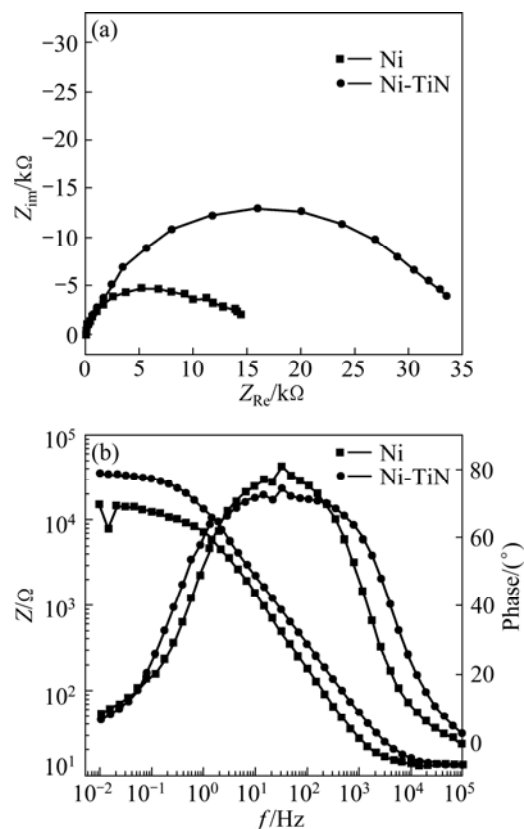 (a)
Ni
Ni-TiN
Z_im/kΩ
-30
-25
-20
-15
-10
-5
0
0 5 10 15 20 25 30 35
Z_Re/kΩ
(b)
Ni
Ni-TiN
Z/Ω
10^5
10^4
10^3
10^2
10^1
Phase/(°)
80
60
40
20
0
10^-2 10^-1 10^0 10^1 10^2 10^3 10^4 10^5
f/Hz